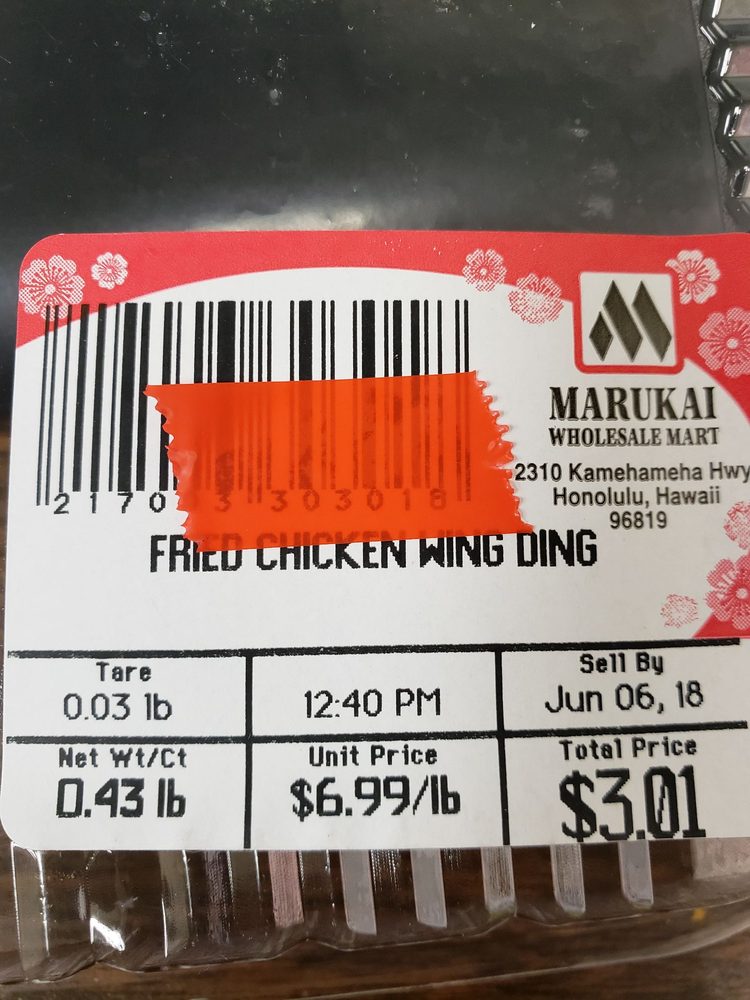 MARUKAI
WHOLESALE MART
2310 Kamehameha Hwy
Honolulu, Hawaii
96819
FRIED CHICKEN WING DING
Tare
0.03 lb
12:40 PM
Sell By
Jun 06, 18
Net Wt/Ct
0.43 lb
Unit Price
$6.99/lb
Total Price
$3.01